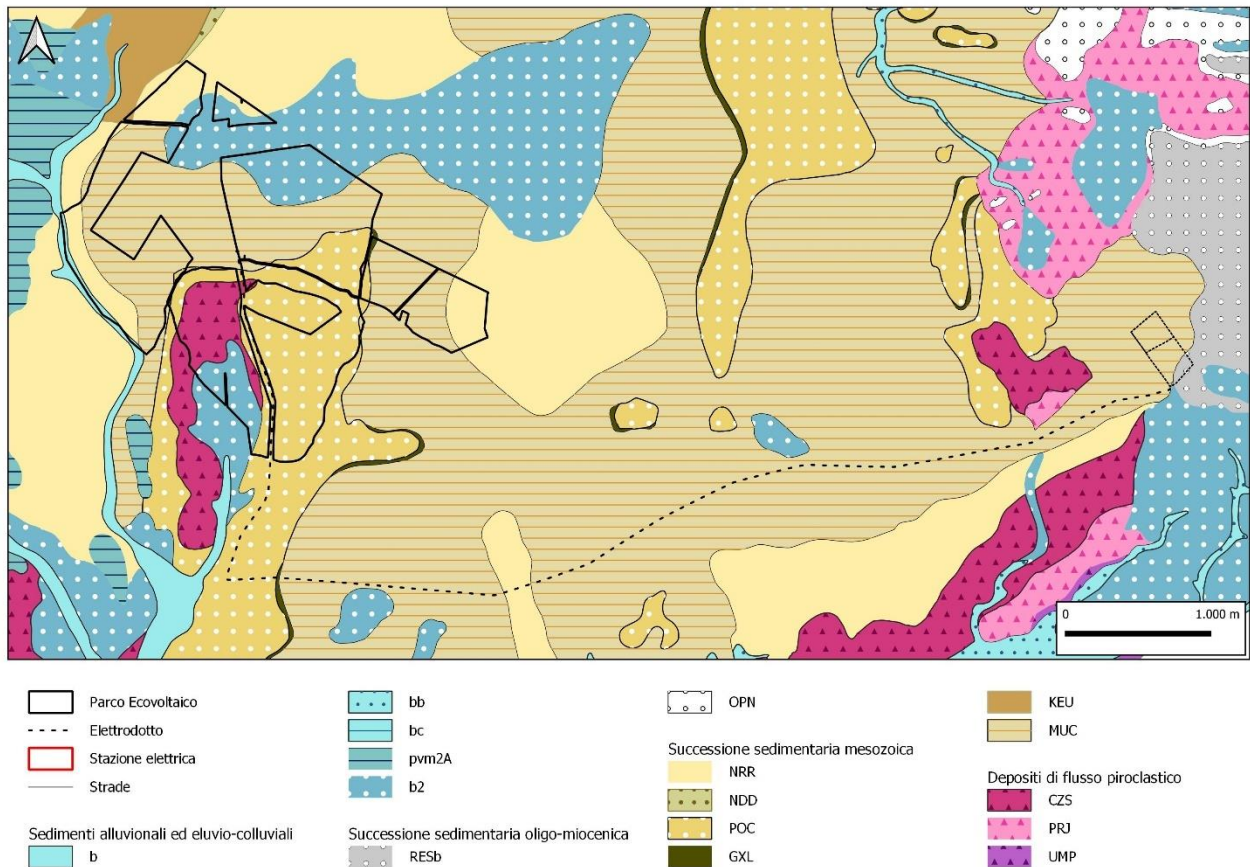 0 1.000 m
Parco Ecovoltaico
Elettrodotto
Stazione elettrica
Strade
Sedimenti alluvionali ed eluvio-colluviali
b
bb
bc
pvm2A
b2
Successione sedimentaria oligo-miocenica
RESb
OPN
Successione sedimentaria mesozoica
NRR
NDD
POC
GXL
KEU
MUC
Depositi di flusso piroclastico
CZS
PRJ
UMP